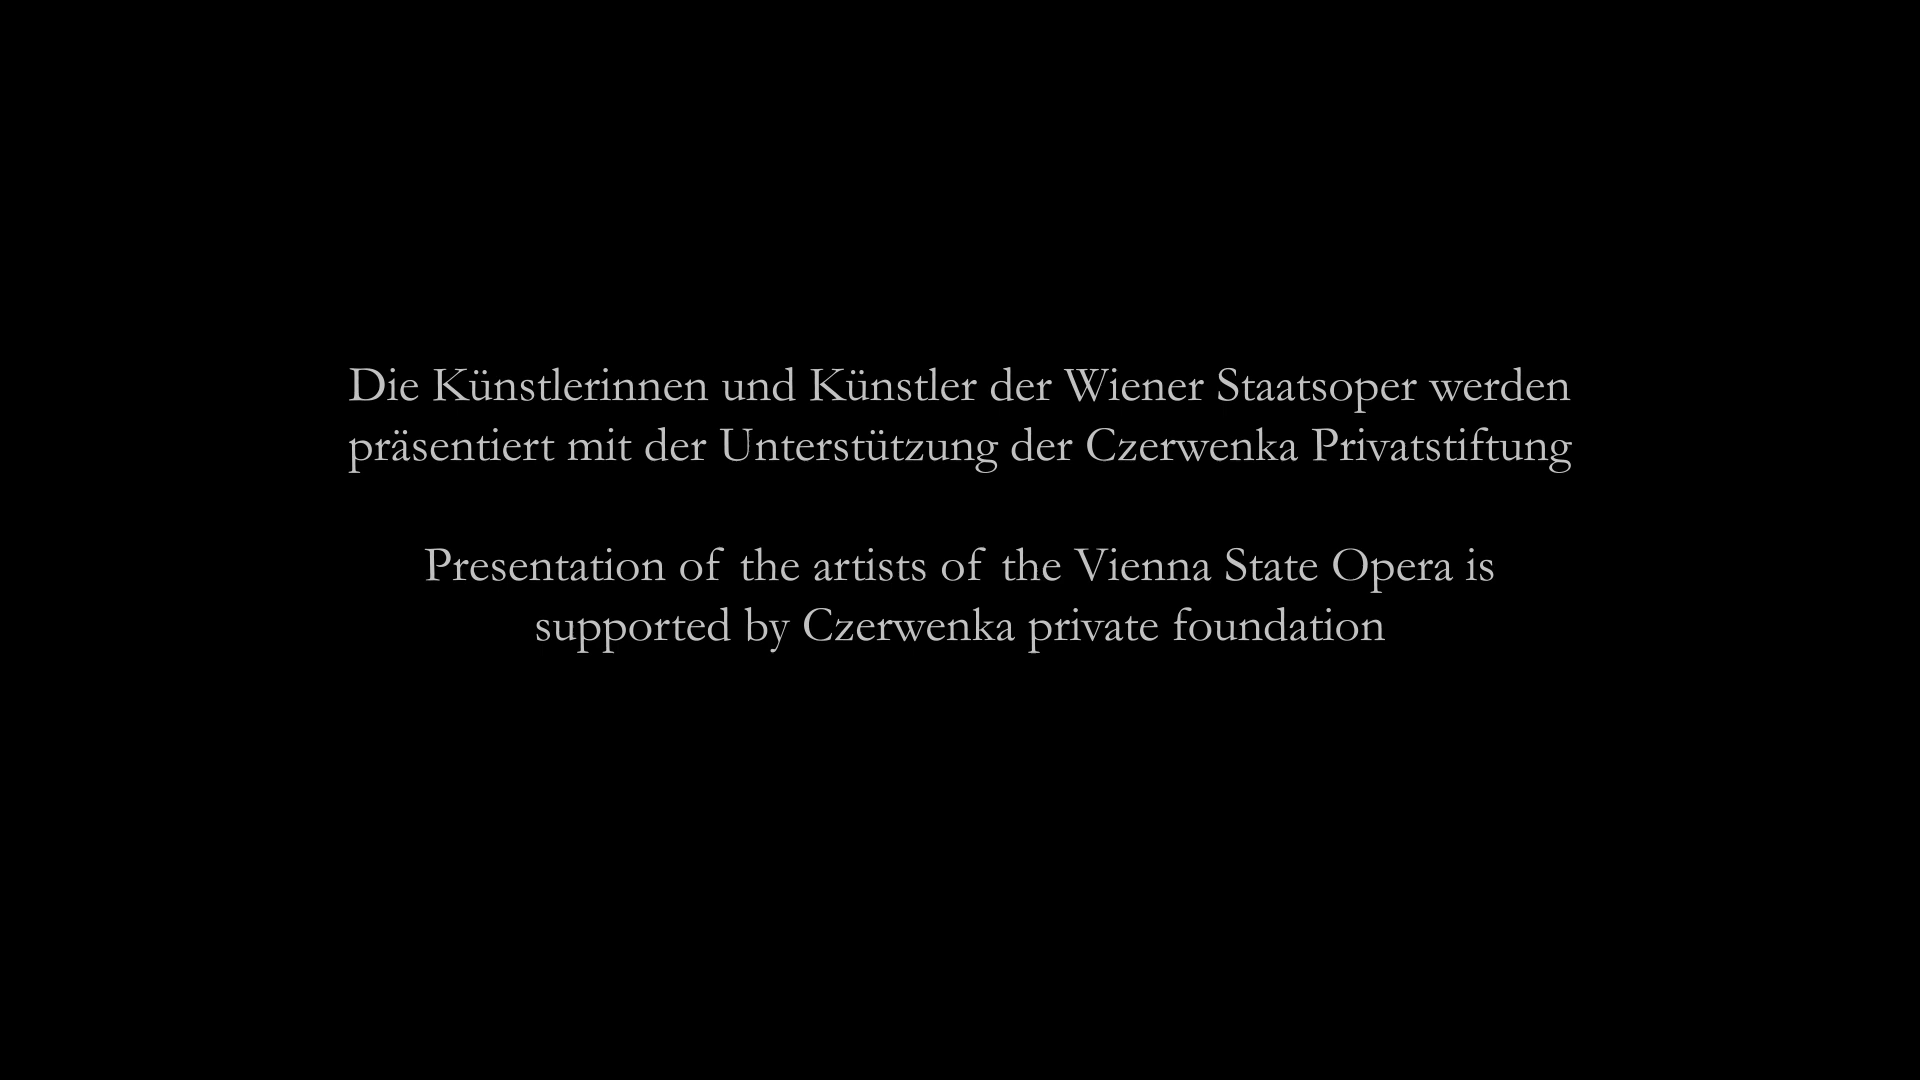 Die Künstlerinnen und Künstler der Wiener Staatsoper werden
präsentiert mit der Unterstützung der Czerwenka Privatstiftung
Presentation of the artists of the Vienna State Opera is
supported by Czerwenka private foundation